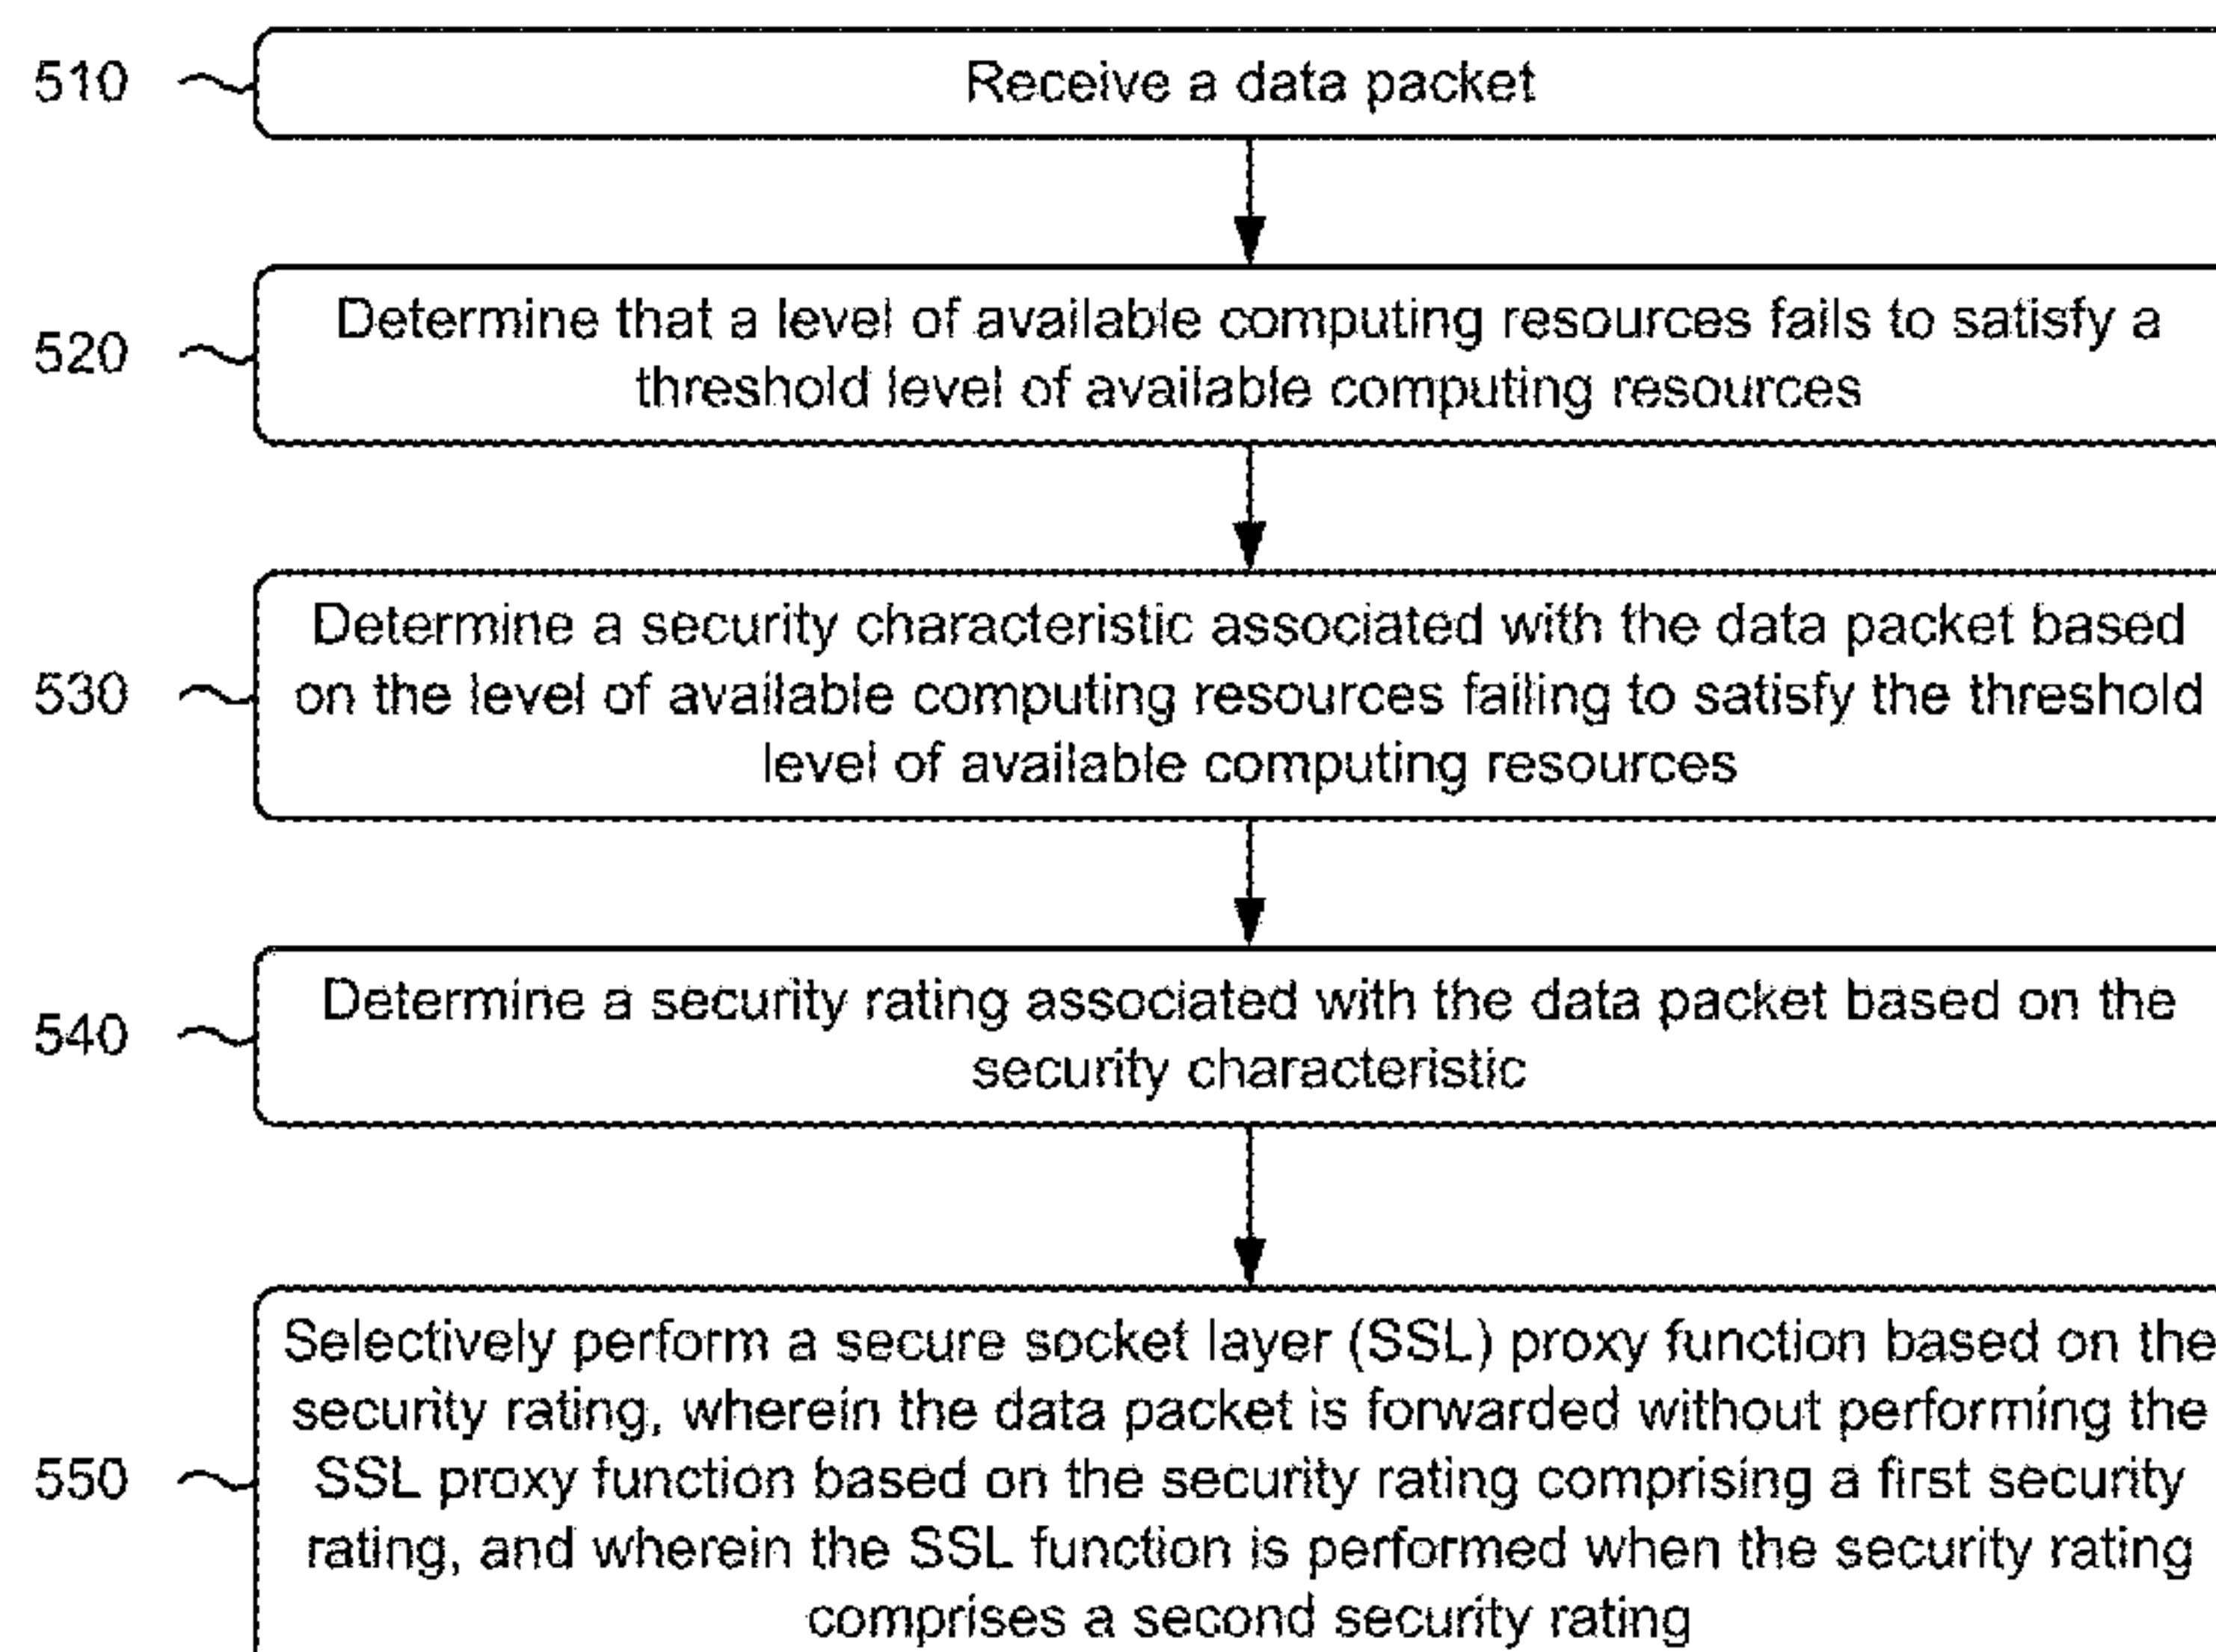 510
Receive a data packet
520
Determine that a level of available computing resources fails to satisfy a
threshold level of available computing resources
530
Determine a security characteristic associated with the data packet based
on the level of available computing resources failing to satisfy the threshold
level of available computing resources
540
Determine a security rating associated with the data packet based on the
security characteristic
550
Selectively perform a secure socket layer (SSL) proxy function based on the
security rating, wherein the data packet is forwarded without performing the
SSL proxy function based on the security rating comprising a first security
rating, and wherein the SSL function is performed when the security rating
comprises a second security rating